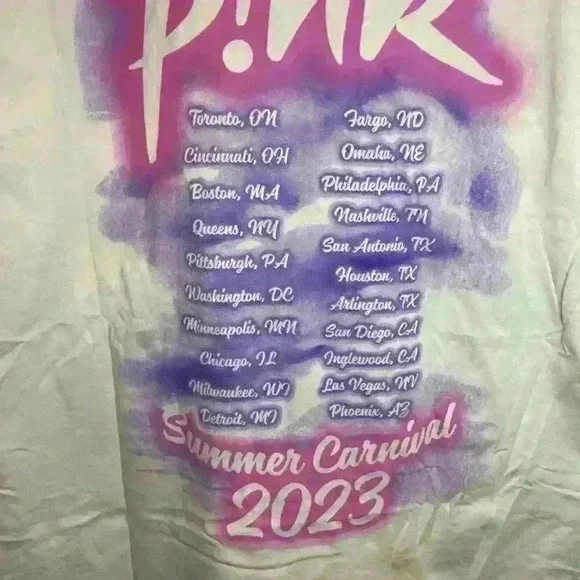 P!NK
Toronto, ON
Cincinnati, OH
Boston, MA
Queens, NY
Pittsburgh, PA
Washington, DC
Minneapolis, MN
Chicago, IL
Milwaukee, WI
Detroit, MI
Fargo, ND
Omaha, NE
Philadelphia, PA
Nashville, TN
San Antonio, TX
Houston, TX
Arlington, TX
San Diego, CA
Inglewood, CA
Las Vegas, NV
Phoenix, AZ
Summer Carnival
2023